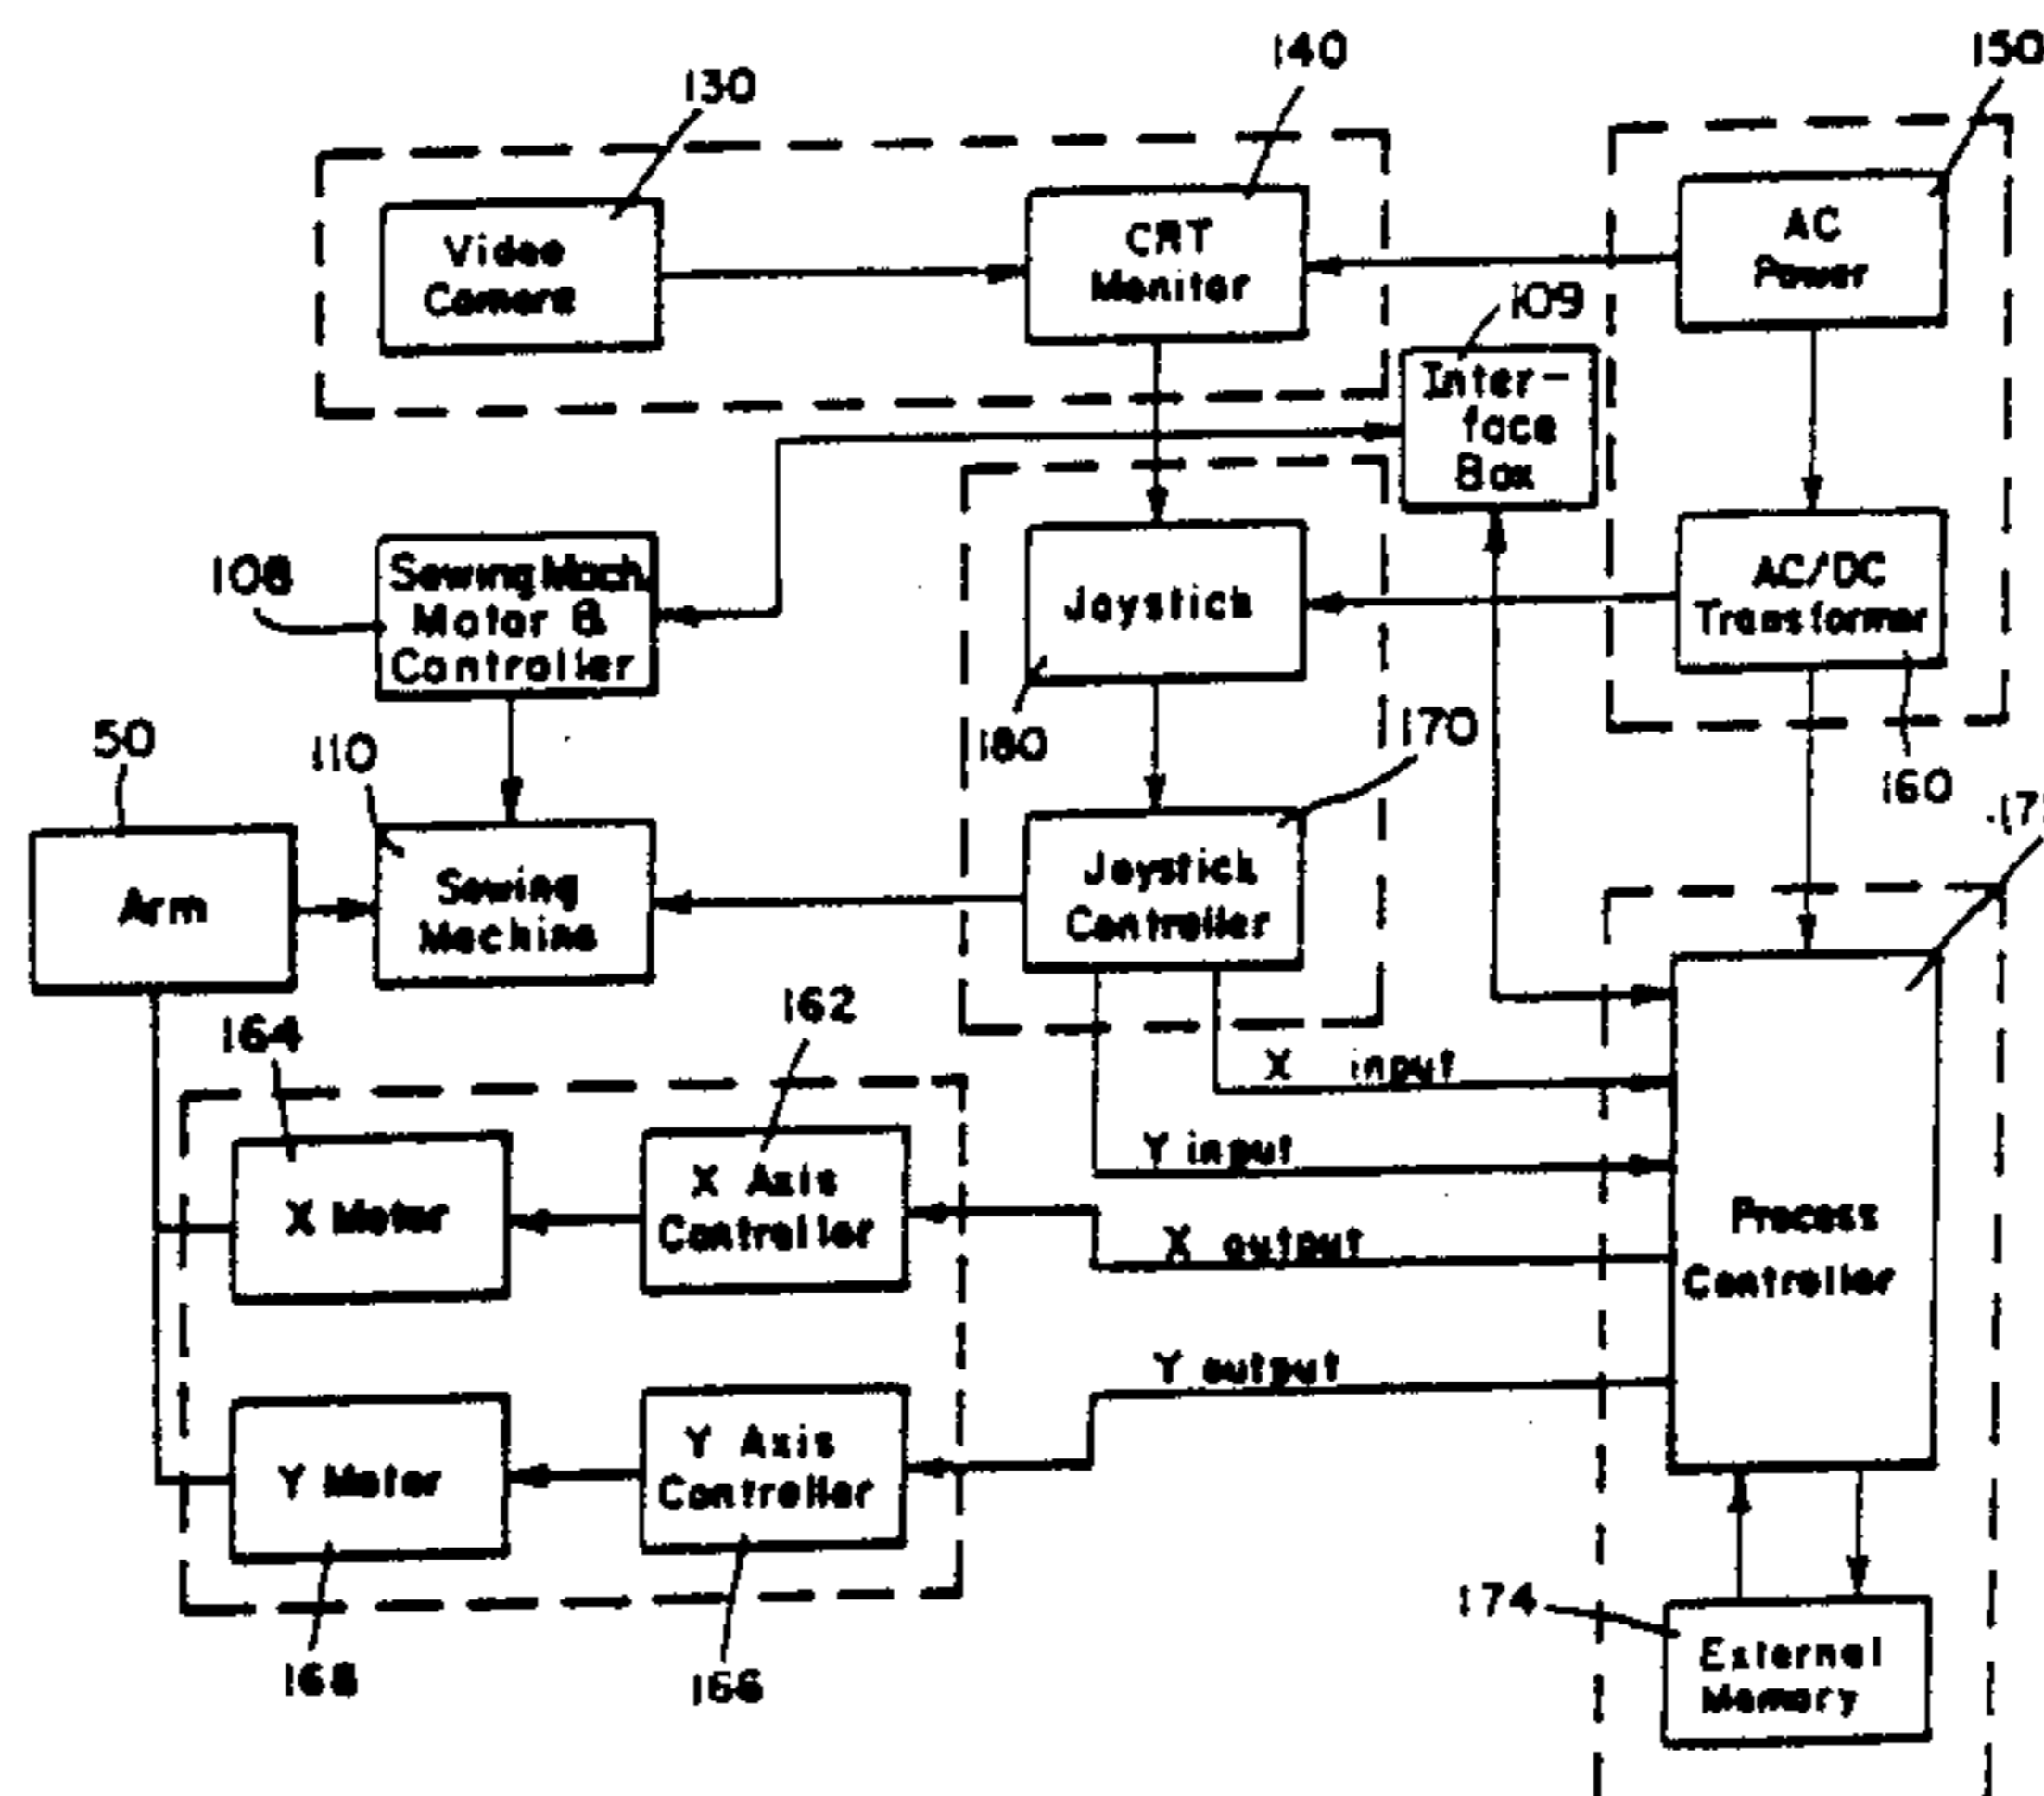 130
140
150
Video
Camera
CRT
Monitor
AC
Power
109
Inter-
face
Box
108
Sewing Mach.
Motor &
Controller
Joystick
AC/DC
Transformer
180
170
160
50
110
Arm
Sewing
Machine
Joystick
Controller
164
162
X input
Y input
X Motor
X Axis
Controller
X output
Process
Controller
Y output
Y Motor
Y Axis
Controller
168
166
174
External
Memory